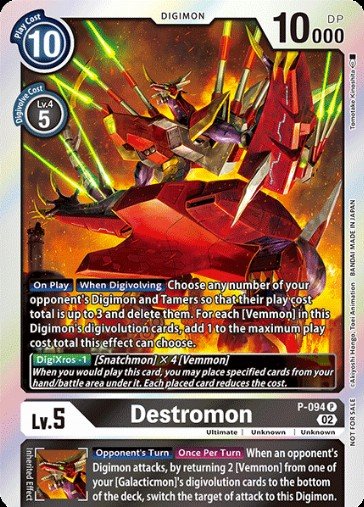 Play Cost
10
DIGIMON
10000
DP
Digivolve Cost
Lv.4
5
Tomotake Kinoshita
[On Play] [When Digivolving] Choose any number of your
opponent's Digimon and Tamers so that their play cost
total is up to 3 and delete them. For each [Vemmon] in this
Digimon's digivolution cards, add 1 to the maximum play
cost total this effect can choose.
DigiXros -1 [Snatchmon] × 4 [Vemmon]
When you would play this card, you may place specified cards from your
hand/battle area under it. Each placed card reduces the cost.
©Akiyoshi Hongo, Toei Animation BANDAI MADE IN JAPAN
NOT FOR SALE
Lv.5
Destromon
P-094 P
02
Ultimate | Unknown | Unknown
Inherited Effect
Opponent's Turn Once Per Turn When an opponent's
Digimon attacks, by returning 2 [Vemmon] from one of
your [Galacticmon]'s digivolution cards to the bottom
of the deck, switch the target of attack to this Digimon.